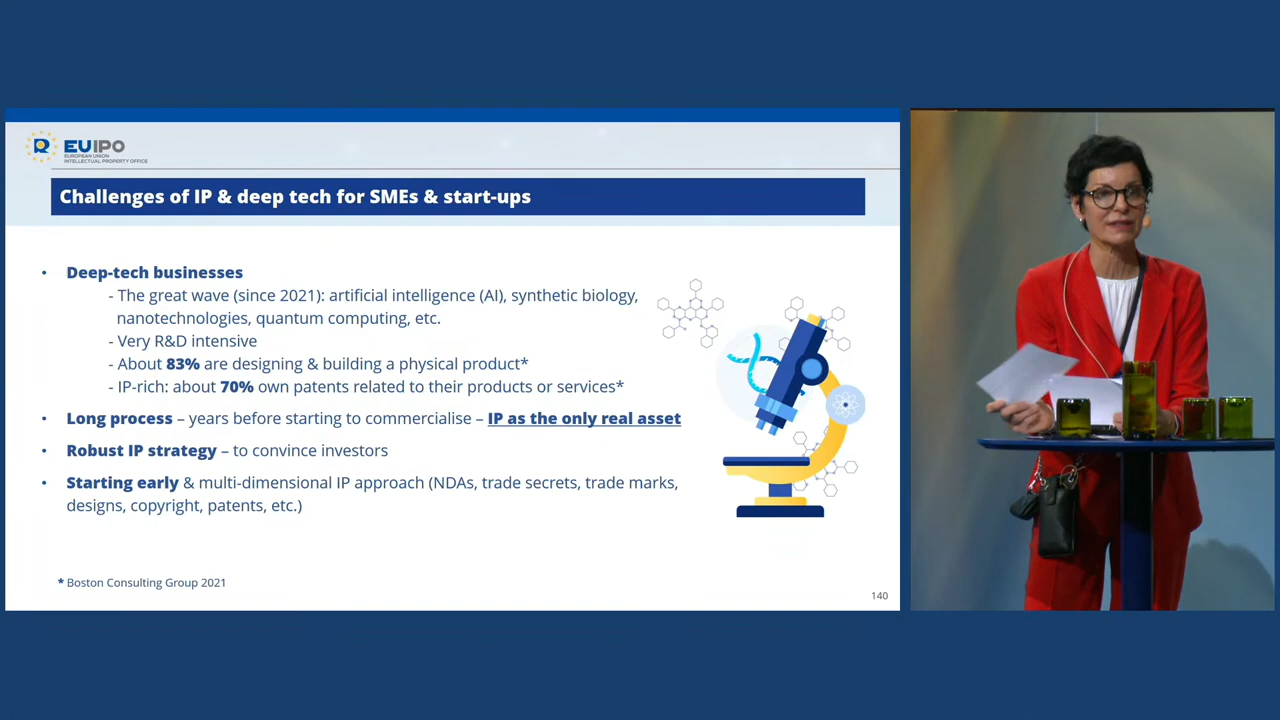 EUIPO
EUROPEAN UNION
INTELLECTUAL PROPERTY OFFICE
Challenges of IP & deep tech for SMEs & start-ups
• Deep-tech businesses
- The great wave (since 2021): artificial intelligence (AI), synthetic biology,
nanotechnologies, quantum computing, etc.
- Very R&D intensive
- About 83% are designing & building a physical product*
- IP-rich: about 70% own patents related to their products or services*
• Long process – years before starting to commercialise – IP as the only real asset
• Robust IP strategy – to convince investors
• Starting early & multi-dimensional IP approach (NDAs, trade secrets, trade marks,
designs, copyright, patents, etc.)
* Boston Consulting Group 2021
140